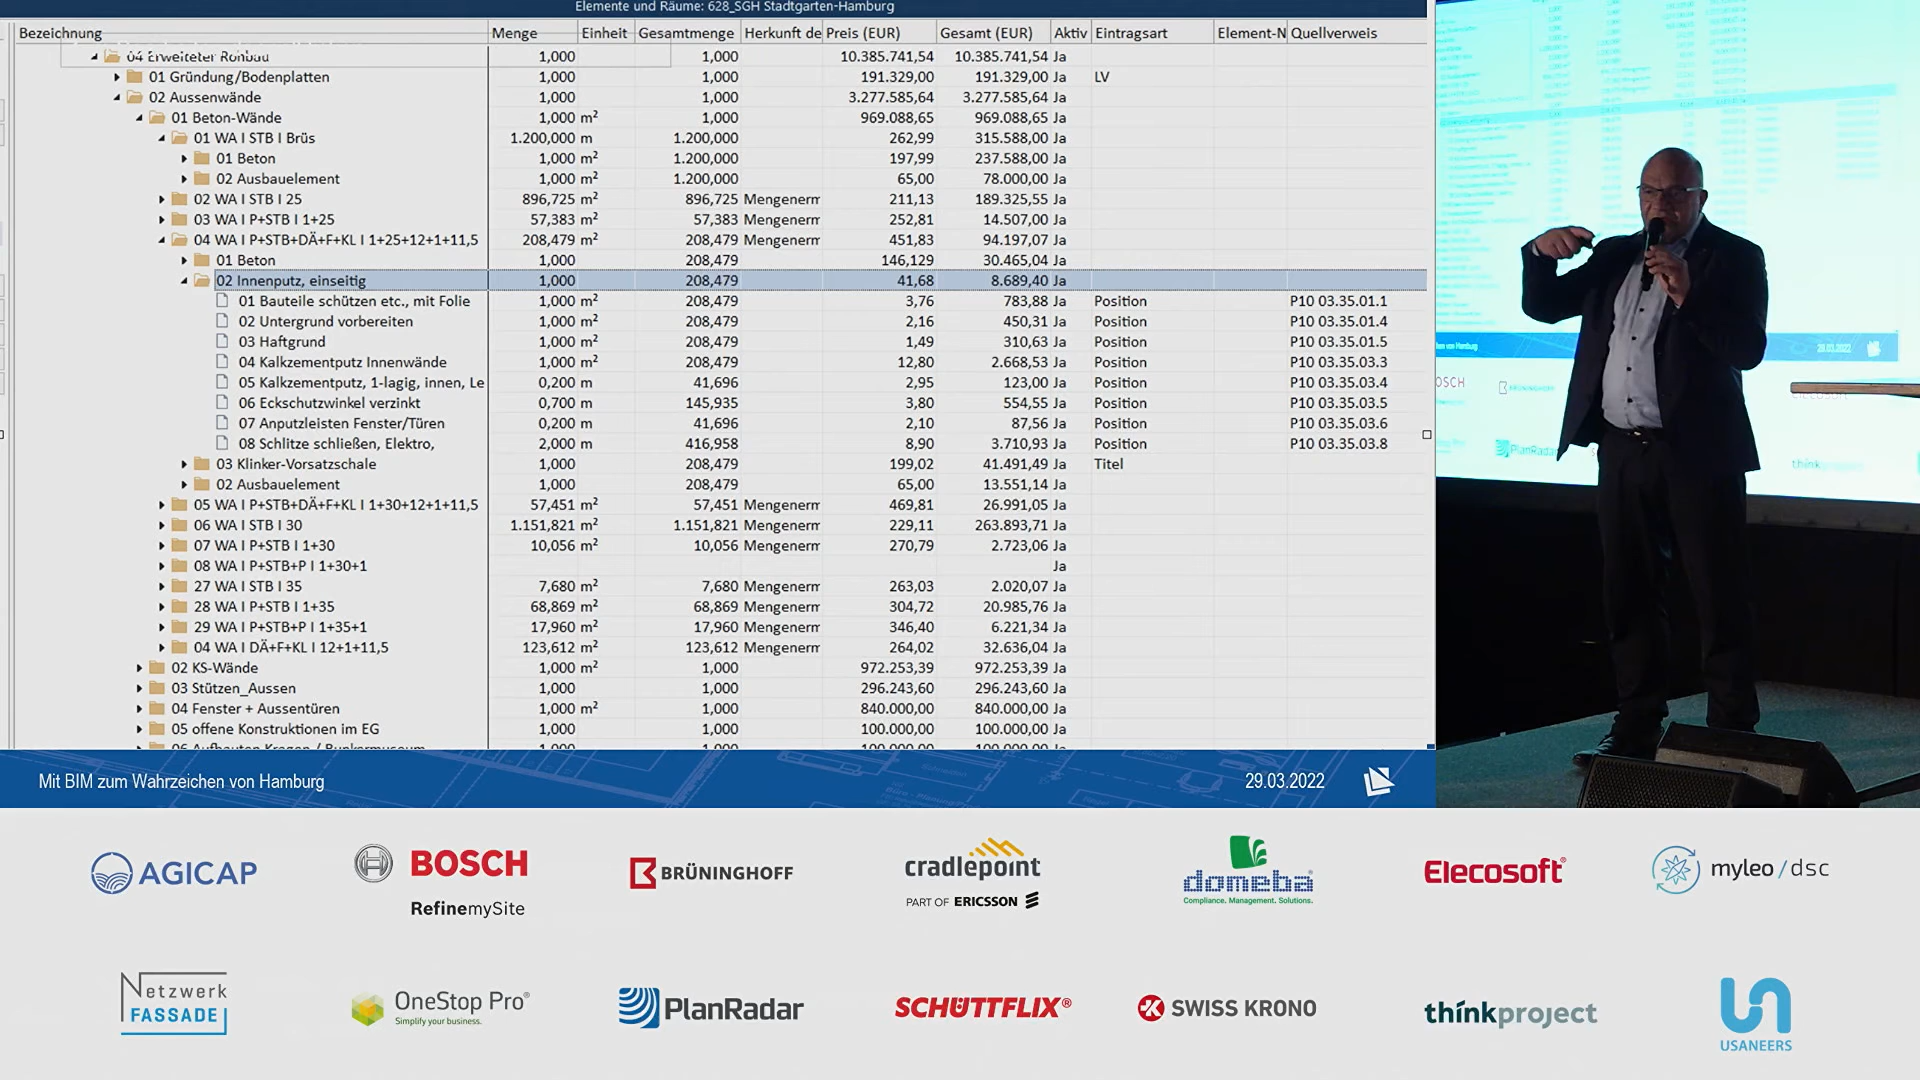 Elemente und Räume: 628_SGH Stadtgarten-Hamburg
Bezeichnung Menge Einheit Gesamtmenge Herkunft de Preis (EUR) Gesamt (EUR) Aktiv Eintragsart Element-N Quellverweis
04 Erweiterter Rohbau 1,000 1,000 10.385.741,54 10.385.741,54 Ja
01 Gründung/Bodenplatten 1,000 1,000 191.329,00 191.329,00 Ja LV
02 Aussenwände 1,000 1,000 3.277.585,64 3.277.585,64 Ja
01 Beton-Wände 1,000 m² 1,000 969.088,65 969.088,65 Ja
01 WA I STB I Brüs 1.200,000 m 1.200,000 262,99 315.588,00 Ja
01 Beton 1,000 m² 1.200,000 197,99 237.588,00 Ja
02 Ausbauelement 1,000 m² 1.200,000 65,00 78.000,00 Ja
02 WA I STB I 25 896,725 m² 896,725 Mengenerm 211,13 189.325,55 Ja
03 WA I P+STB I 1+25 57,383 m² 57,383 Mengenerm 252,81 14.507,00 Ja
04 WA I P+STB+DÄ+F+KL I 1+25+12+1+11,5 208,479 m² 208,479 Mengenerm 451,83 94.197,07 Ja
01 Beton 1,000 208,479 146,129 30.465,04 Ja
02 Innenputz, einseitig 1,000 208,479 41,68 8.689,40 Ja
01 Bauteile schützen etc., mit Folie 1,000 m² 208,479 3,76 783,88 Ja Position P10 03.35.01.1
02 Untergrund vorbereiten 1,000 m² 208,479 2,16 450,31 Ja Position P10 03.35.01.4
03 Haftgrund 1,000 m² 208,479 1,49 310,63 Ja Position P10 03.35.01.5
04 Kalkzementputz Innenwände 1,000 m² 208,479 12,80 2.668,53 Ja Position P10 03.35.03.3
05 Kalkzementputz, 1-lagig, innen, Le 0,200 m 41,696 2,95 123,00 Ja Position P10 03.35.03.4
06 Eckschutzwinkel verzinkt 0,700 m 145,935 3,80 554,55 Ja Position P10 03.35.03.5
07 Anputzleisten Fenster/Türen 0,200 m 41,696 2,10 87,56 Ja Position P10 03.35.03.6
08 Schlitze schließen, Elektro, 2,000 m 416,958 8,90 3.710,93 Ja Position P10 03.35.03.8
03 Klinker-Vorsatzschale 1,000 208,479 199,02 41.491,49 Ja Titel
02 Ausbauelement 1,000 208,479 65,00 13.551,14 Ja
05 WA I P+STB+DÄ+F+KL I 1+30+12+1+11,5 57,451 m² 57,451 Mengenerm 469,81 26.991,05 Ja
06 WA I STB I 30 1.151,821 m² 1.151,821 Mengenerm 229,11 263.893,71 Ja
07 WA I P+STB I 1+30 10,056 m² 10,056 Mengenerm 270,79 2.723,06 Ja
08 WA I P+STB+P I 1+30+1 Ja
27 WA I STB I 35 7,680 m² 7,680 Mengenerm 263,03 2.020,07 Ja
28 WA I P+STB I 1+35 68,869 m² 68,869 Mengenerm 304,72 20.985,76 Ja
29 WA I P+STB+P I 1+35+1 17,960 m² 17,960 Mengenerm 346,40 6.221,34 Ja
04 WA I DÄ+F+KL I 12+1+11,5 123,612 m² 123,612 Mengenerm 264,02 32.636,04 Ja
02 KS-Wände 1,000 m² 1,000 972.253,39 972.253,39 Ja
03 Stützen_Aussen 1,000 1,000 296.243,60 296.243,60 Ja
04 Fenster + Aussentüren 1,000 m² 1,000 840.000,00 840.000,00 Ja
05 offene Konstruktionen im EG 1,000 1,000 100.000,00 100.000,00 Ja
Mit BIM zum Wahrzeichen von Hamburg 29.03.2022
AGICAP
BOSCH
RefinemySite
BRÜNINGHOFF
cradlepoint
PART OF ERICSSON
domeba
Compliance. Management. Solutions.
Elecosoft®
myleo / dsc
Netzwerk
FASSADE
OneStop Pro®
Simplify your business.
PlanRadar
SCHÜTTFLIX®
SWISS KRONO
thinkproject
USANEERS